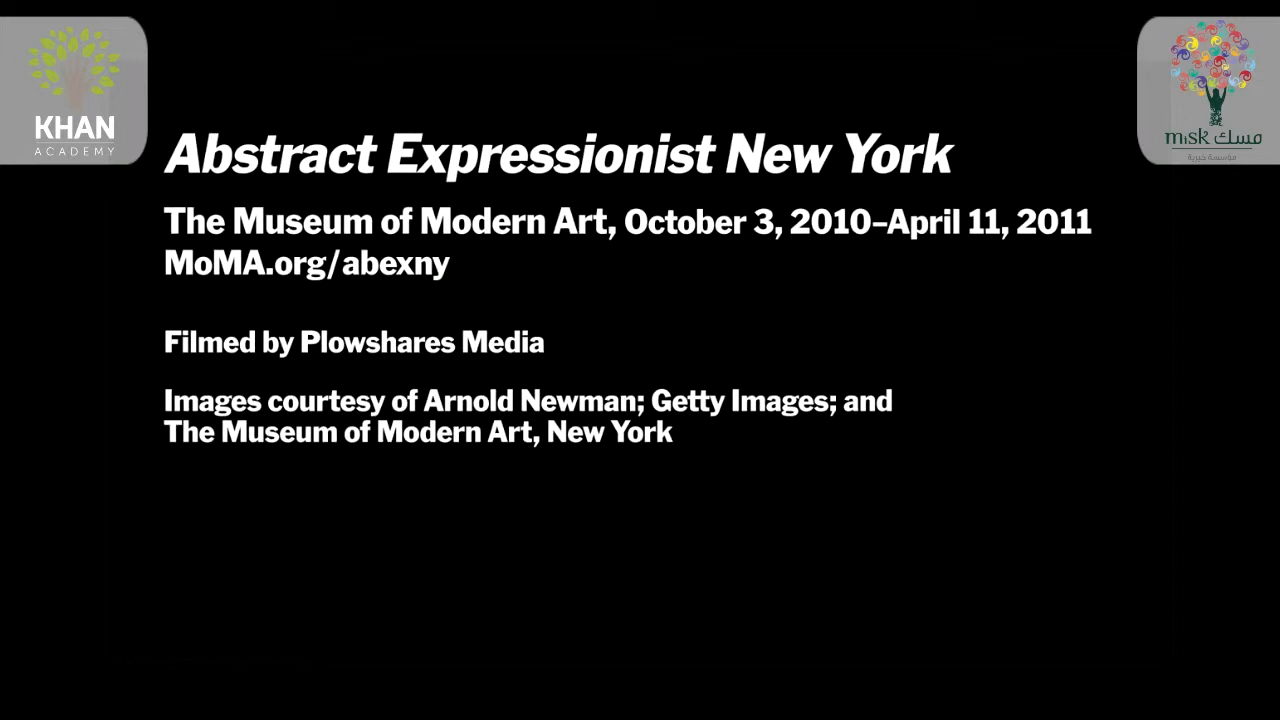 KHAN
ACADEMY
misk مسك
مؤسسة خيرية
Abstract Expressionist New York
The Museum of Modern Art, October 3, 2010–April 11, 2011
MoMA.org/abexny
Filmed by Plowshares Media
Images courtesy of Arnold Newman; Getty Images; and
The Museum of Modern Art, New York